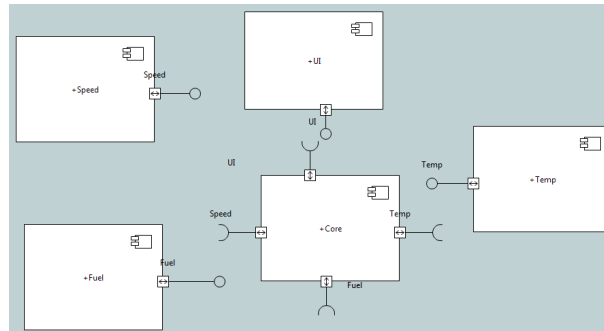 Speed
+Speed
+UI
UI
UI
Temp
+Temp
Speed
+Core
Temp
Fuel
+Fuel
Fuel